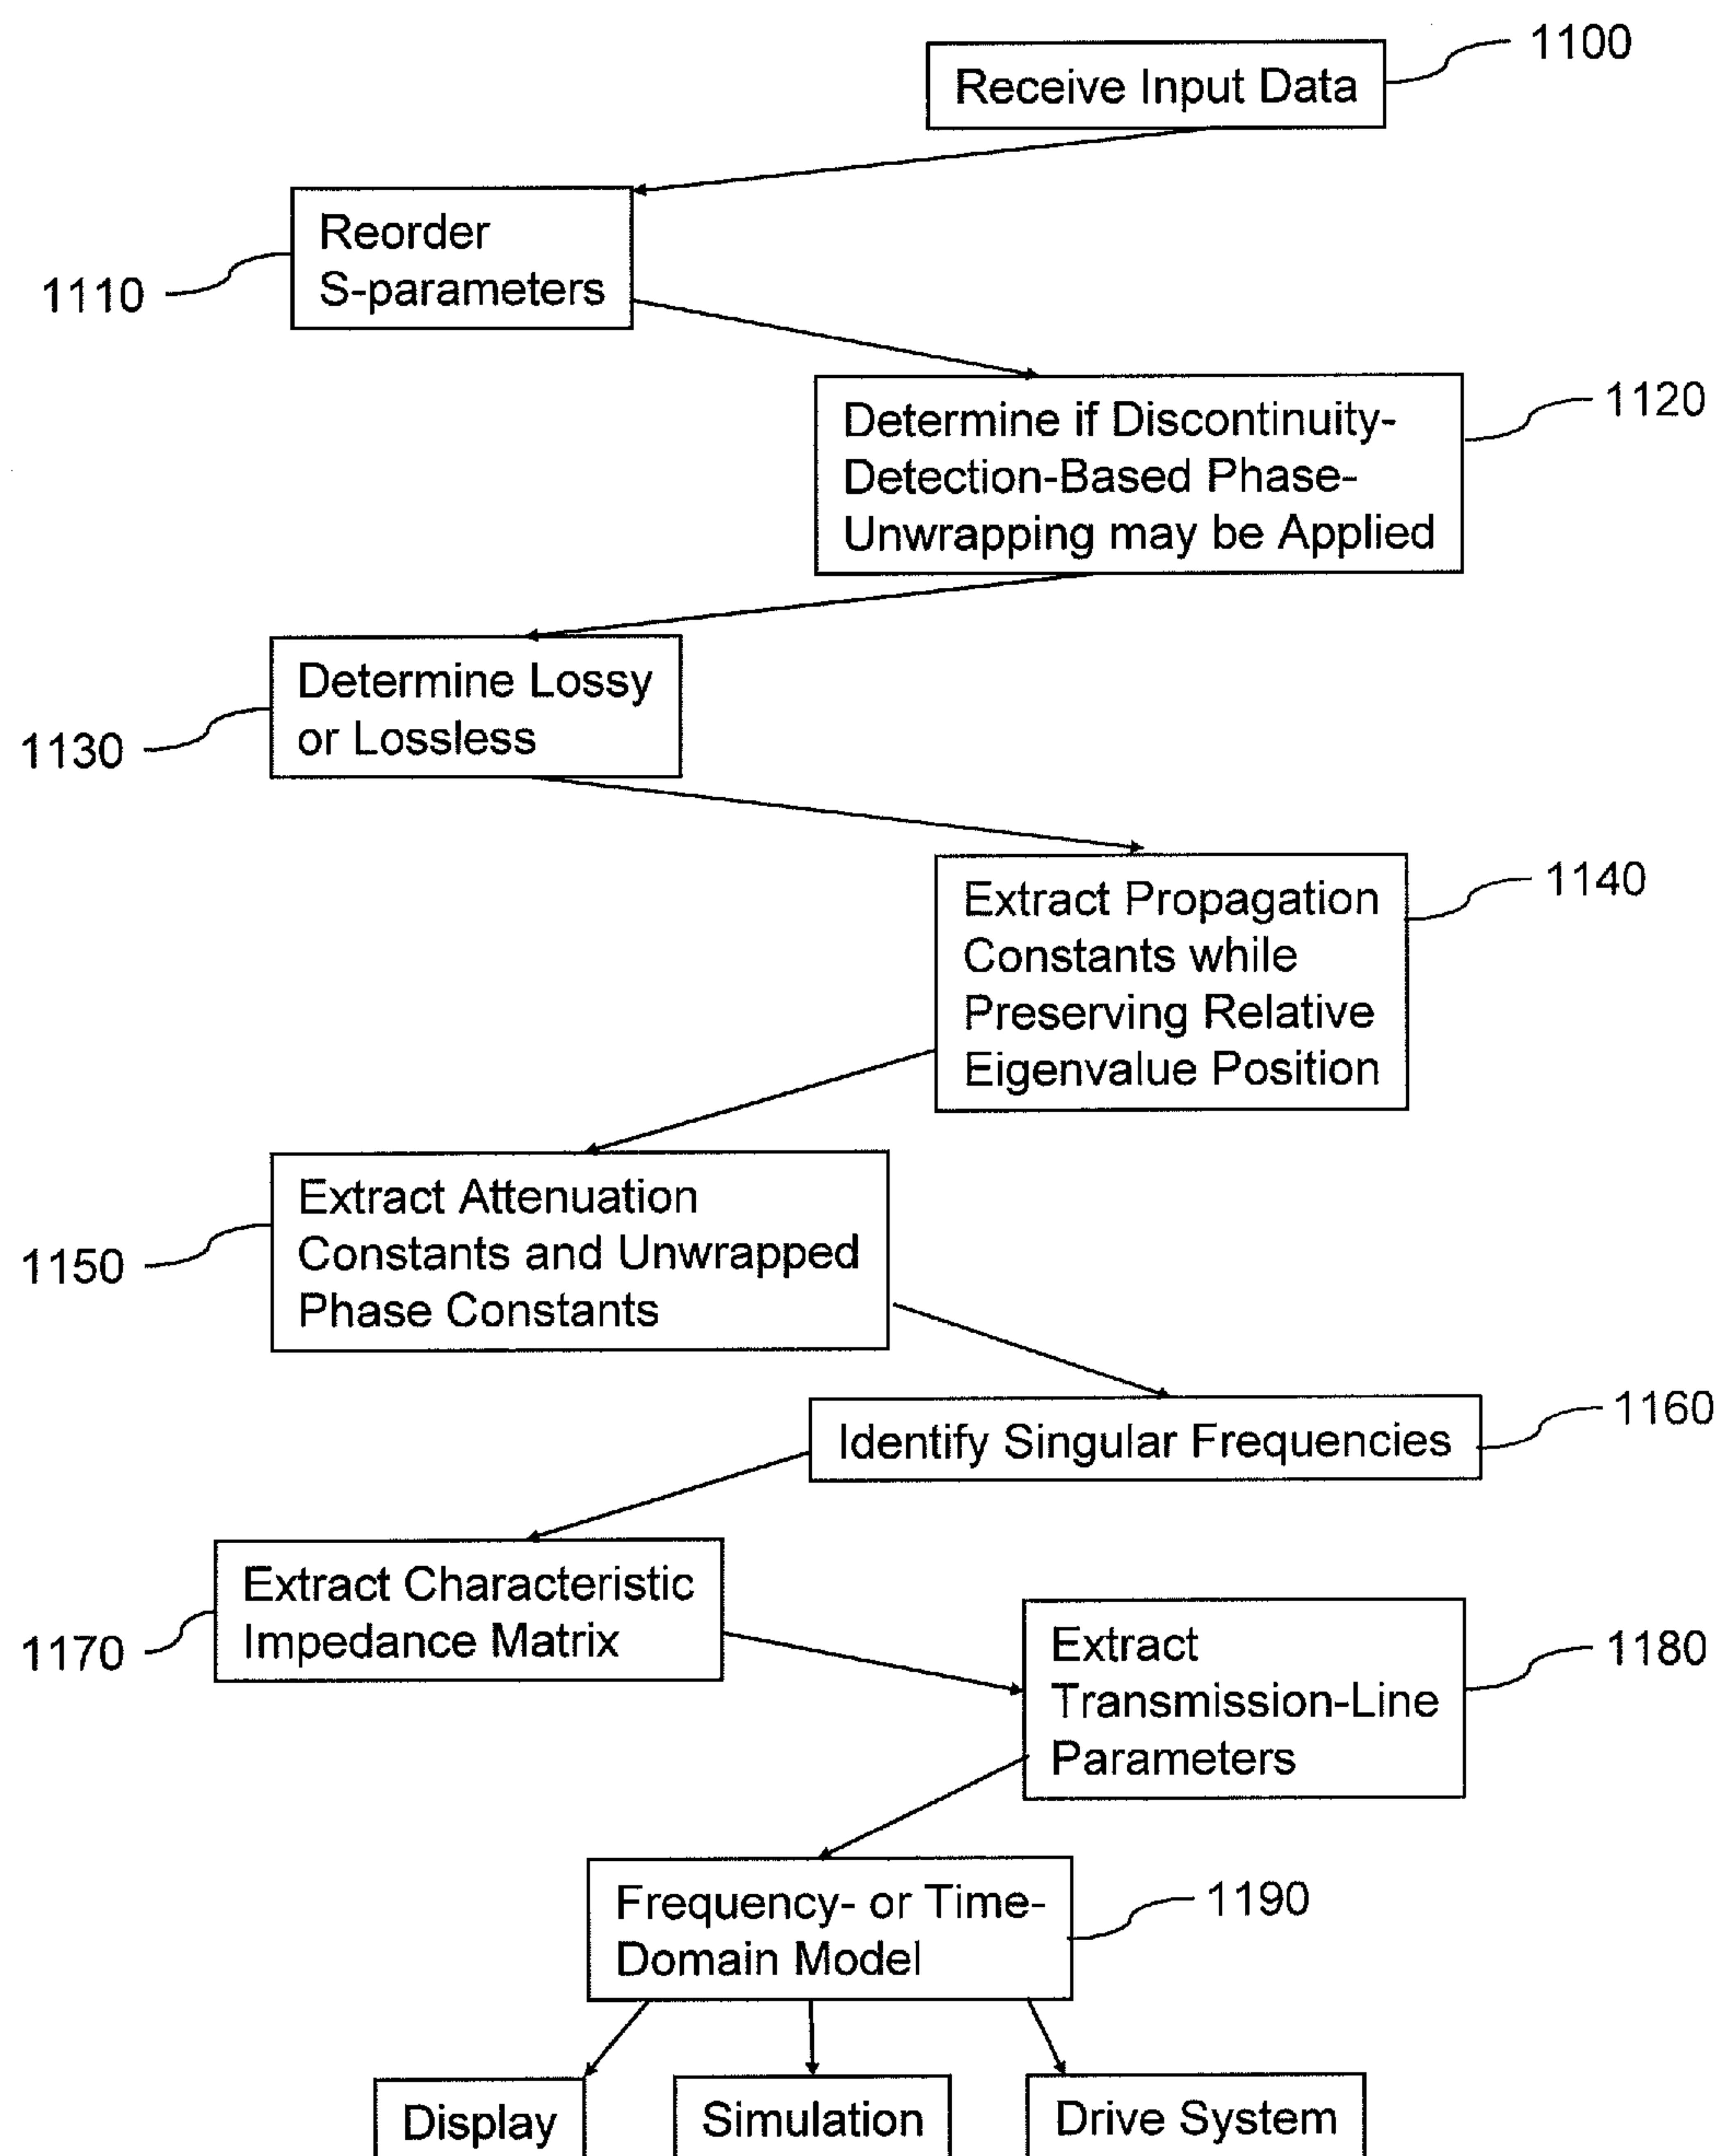 1100
Receive Input Data
Reorder
S-parameters
1110
1120
Determine if Discontinuity-
Detection-Based Phase-
Unwrapping may be Applied
Determine Lossy
or Lossless
1130
1140
Extract Propagation
Constants while
Preserving Relative
Eigenvalue Position
Extract Attenuation
Constants and Unwrapped
Phase Constants
1150
1160
Identify Singular Frequencies
Extract Characteristic
Impedance Matrix
1170
1180
Extract
Transmission-Line
Parameters
1190
Frequency- or Time-
Domain Model
Display
Simulation
Drive System